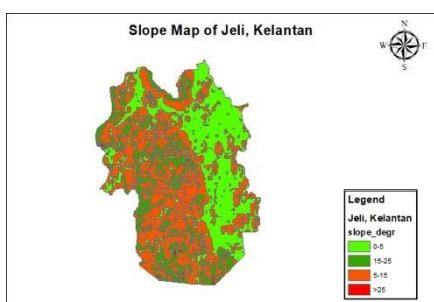 Slope Map of Jeli, Kelantan
N
W E
S
Legend
Jeli, Kelantan
slope_degr
0-5
15-25
5-15
>25